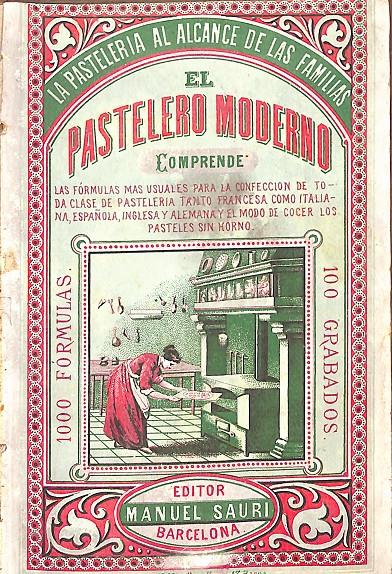 LA PASTELERIA AL ALCANCE DE LAS FAMILIAS
EL
PASTELERO MODERNO
COMPRENDE
LAS FÓRMULAS MAS USUALES PARA LA CONFECCION DE TO-
DA CLASE DE PASTELERIA TANTO FRANCESA COMO ITALIA-
NA, ESPAÑOLA, INGLESA Y ALEMANA Y EL MODO DE COCER LOS
PASTELES SIN HORNO.
1000 FÓRMULAS.
100 GRABADOS.
EDITOR
MANUEL SAURI
BARCELONA